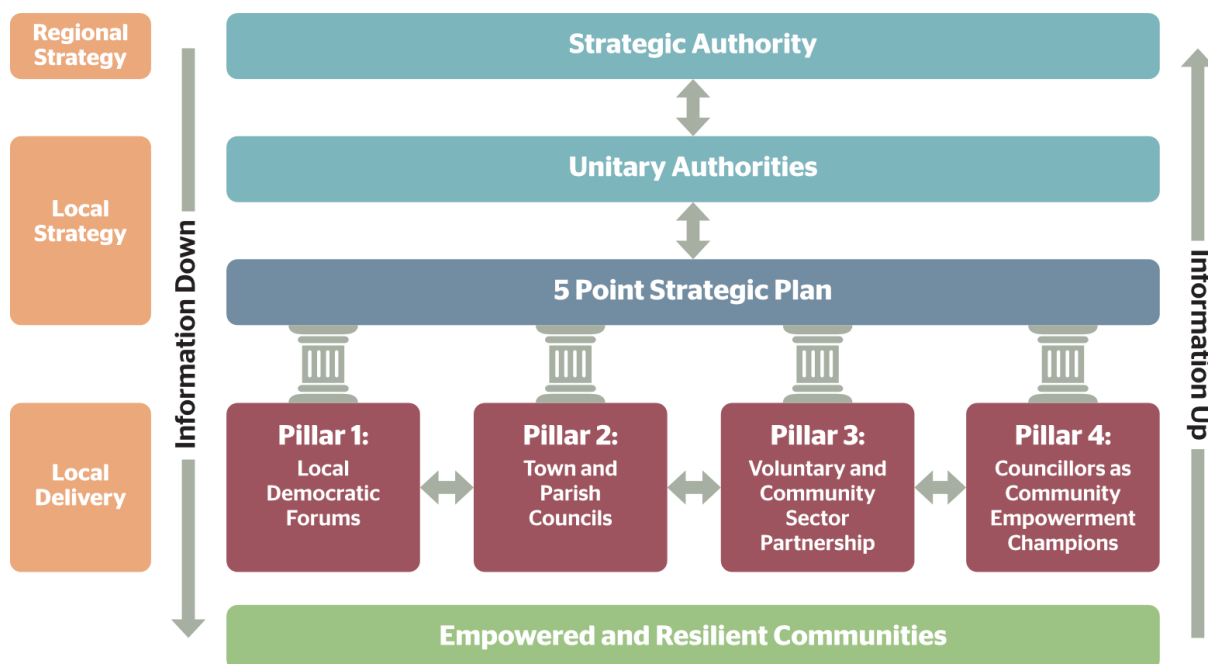 Regional
Strategy
Strategic Authority
Unitary Authorities
Local
Strategy
5 Point Strategic Plan
Information Down
Information Up
Local
Delivery
Pillar 1:
Local
Democratic
Forums
Pillar 2:
Town and
Parish
Councils
Pillar 3:
Voluntary and
Community
Sector
Partnership
Pillar 4:
Councillors as
Community
Empowerment
Champions
Empowered and Resilient Communities